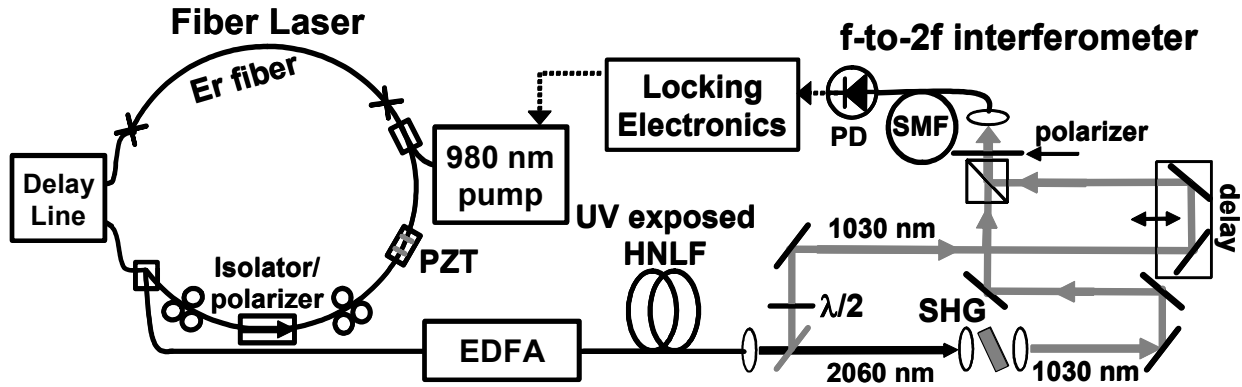 Fiber Laser
Er fiber
f-to-2f interferometer
Locking
Electronics
PD
SMF
polarizer
Delay
Line
980 nm
pump
UV exposed
HNLF
PZT
Isolator/
polarizer
1030 nm
delay
λ/2
SHG
EDFA
2060 nm
1030 nm